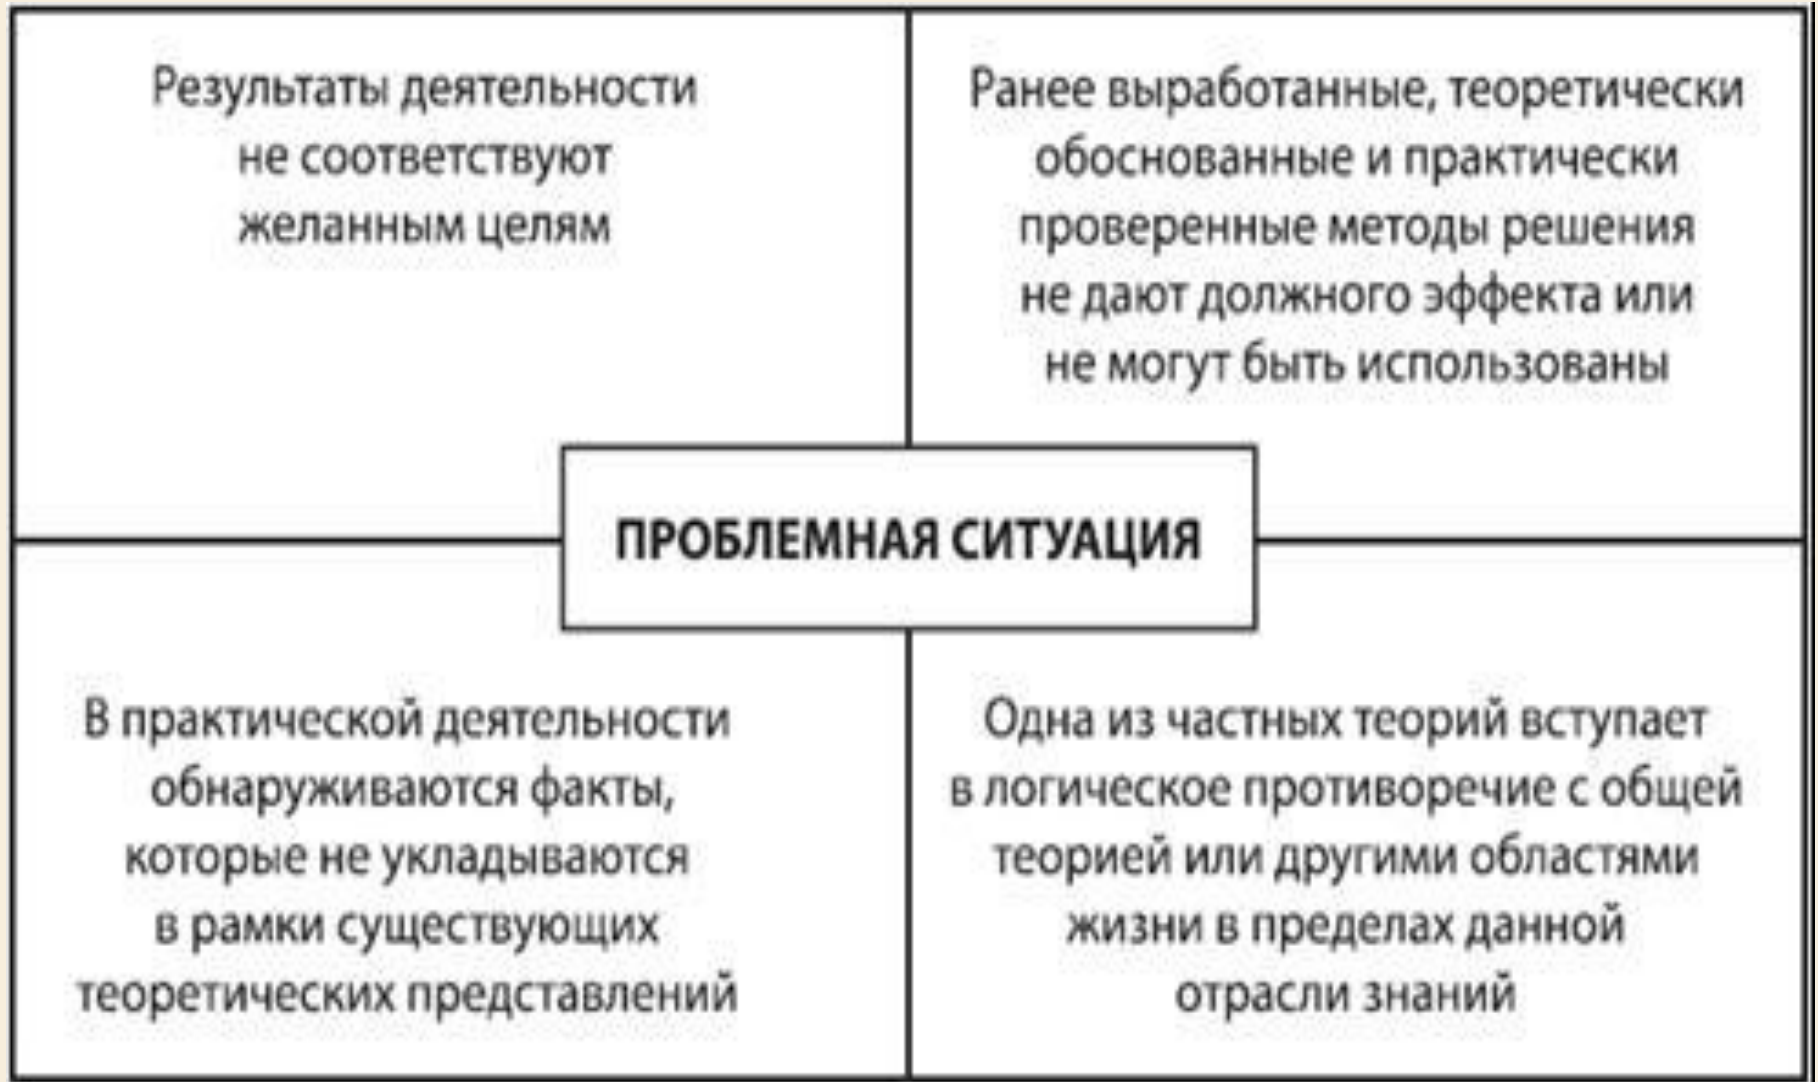 Результаты деятельности
не соответствуют
желанным целям
Ранее выработанные, теоретически
обоснованные и практически
проверенные методы решения
не дают должного эффекта или
не могут быть использованы
ПРОБЛЕМНАЯ СИТУАЦИЯ
В практической деятельности
обнаруживаются факты,
которые не укладываются
в рамки существующих
теоретических представлений
Одна из частных теорий вступает
в логическое противоречие с общей
теорией или другими областями
жизни в пределах данной
отрасли знаний